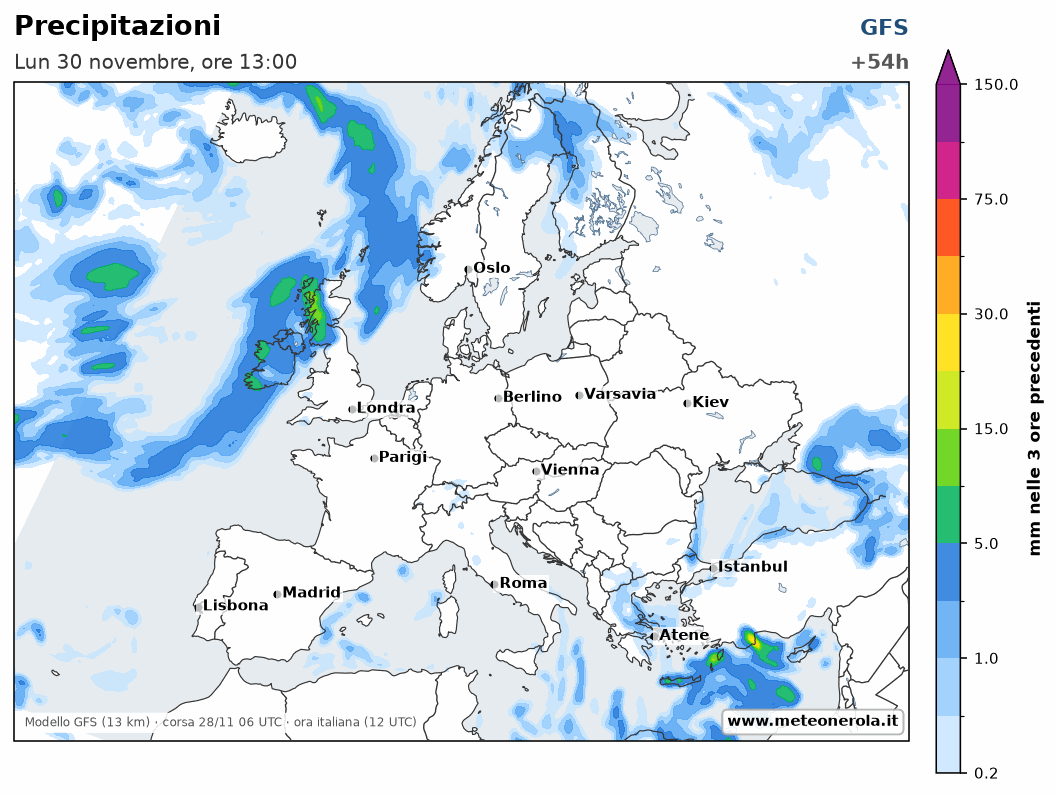 Precipitazioni
GFS
Lun 30 novembre, ore 13:00
+54h
150.0
75.0
30.0
15.0
5.0
1.0
0.2
mm nelle 3 ore precedenti
Oslo
Berlino
Varsavia
Kiev
Londra
Parigi
Vienna
Istanbul
Roma
Madrid
Lisbona
Atene
Modello GFS (13 km) · corsa 28/11 06 UTC · ora italiana (12 UTC)
www.meteonerola.it